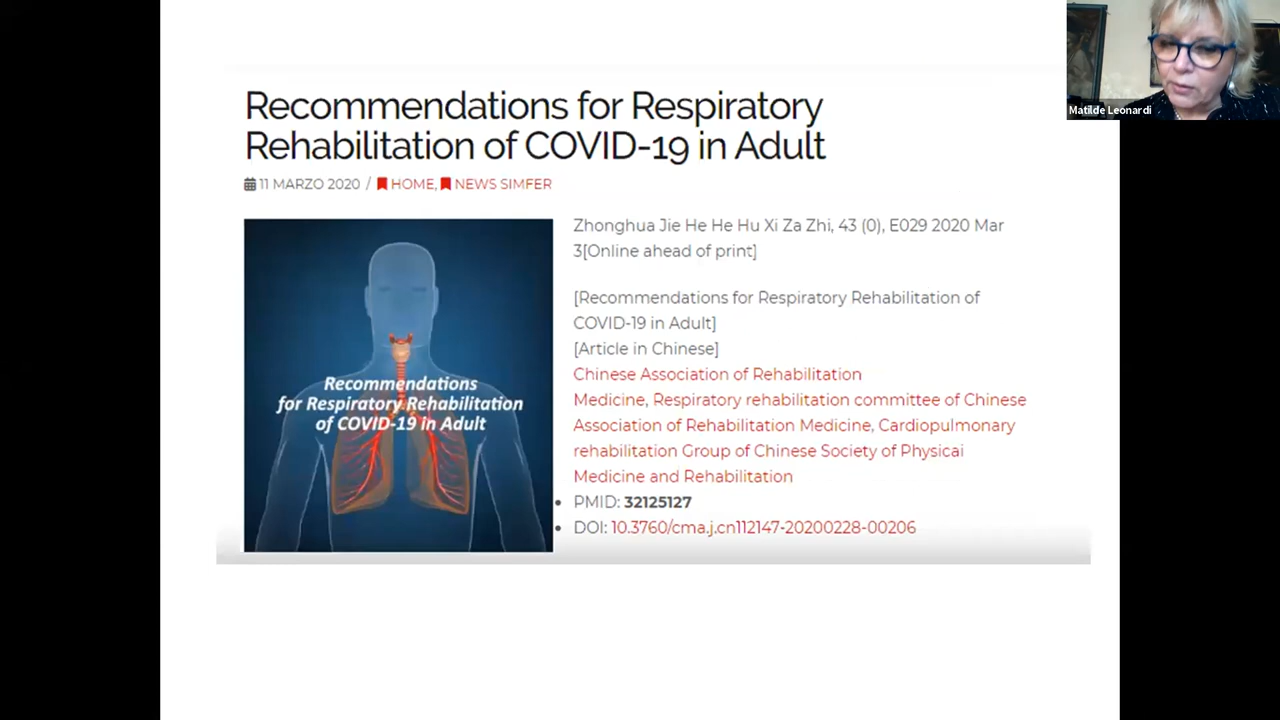 Matilde Leonardi
Recommendations for Respiratory
Rehabilitation of COVID-19 in Adult
11 MARZO 2020 / HOME, NEWS SIMFER
Recommendations
for Respiratory Rehabilitation
of COVID-19 in Adult
Zhonghua Jie He He Hu Xi Za Zhi, 43 (0), E029 2020 Mar
3[Online ahead of print]
[Recommendations for Respiratory Rehabilitation of
COVID-19 in Adult]
[Article in Chinese]
Chinese Association of Rehabilitation
Medicine, Respiratory rehabilitation committee of Chinese
Association of Rehabilitation Medicine, Cardiopulmonary
rehabilitation Group of Chinese Society of Physicai
Medicine and Rehabilitation
• PMID: 32125127
• DOI: 10.3760/cma.j.cn112147-20200228-00206